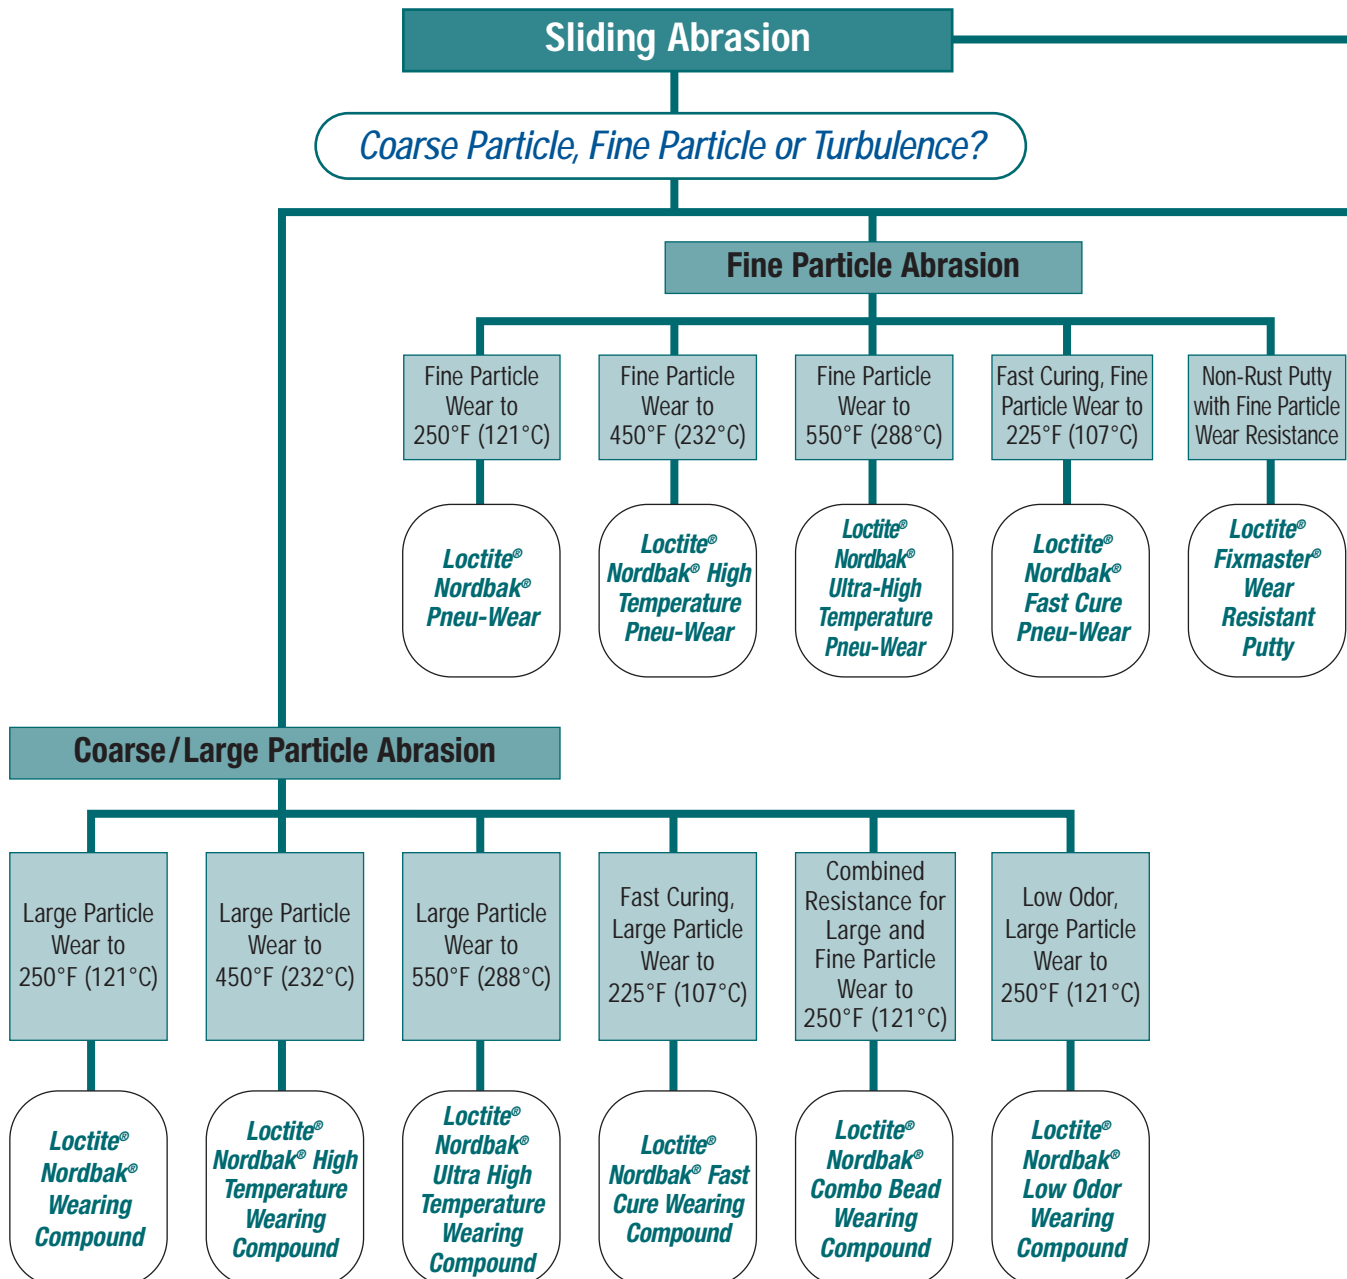 Sliding Abrasion
Coarse Particle, Fine Particle or Turbulence?
Fine Particle Abrasion
Fine Particle
Wear to
250°F (121°C)
Fine Particle
Wear to
450°F (232°C)
Fine Particle
Wear to
550°F (288°C)
Fast Curing, Fine
Particle Wear to
225°F (107°C)
Non-Rust Putty
with Fine Particle
Wear Resistance
Loctite®
Nordbak®
Pneu-Wear
Loctite®
Nordbak® High
Temperature
Pneu-Wear
Loctite®
Nordbak®
Ultra-High
Temperature
Pneu-Wear
Loctite®
Nordbak®
Fast Cure
Pneu-Wear
Loctite®
Fixmaster®
Wear
Resistant
Putty
Coarse/Large Particle Abrasion
Large Particle
Wear to
250°F (121°C)
Large Particle
Wear to
450°F (232°C)
Large Particle
Wear to
550°F (288°C)
Fast Curing,
Large Particle
Wear to
225°F (107°C)
Combined
Resistance for
Large and
Fine Particle
Wear to
250°F (121°C)
Low Odor,
Large Particle
Wear to
250°F (121°C)
Loctite®
Nordbak®
Wearing
Compound
Loctite®
Nordbak® High
Temperature
Wearing
Compound
Loctite®
Nordbak®
Ultra High
Temperature
Wearing
Compound
Loctite®
Nordbak® Fast
Cure Wearing
Compound
Loctite®
Nordbak®
Combo Bead
Wearing
Compound
Loctite®
Nordbak®
Low Odor
Wearing
Compound